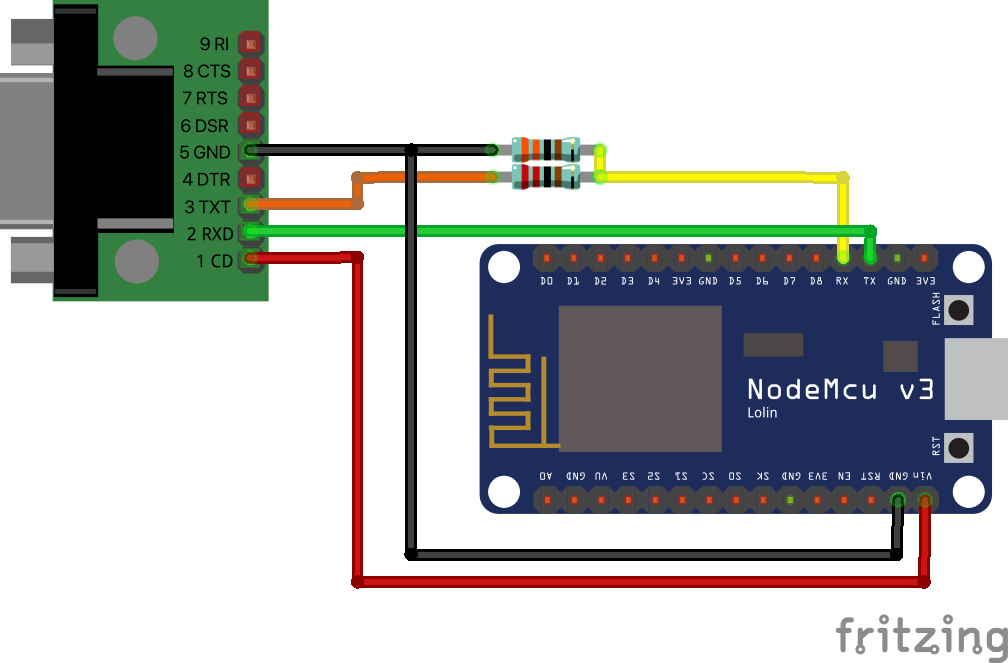 9 RI
8 CTS
7 RTS
6 DSR
5 GND
4 DTR
3 TXT
2 RXD
1 CD
D0 D1 D2 D3 D4 3V3 GND D5 D6 D7 D8 RX TX GND 3V3
FLASH
NodeMcu v3
Lolin
RST
A0 GND VU S3 S2 S1 SC SO SK GND 3V3 EN RST GND Vin
fritzing